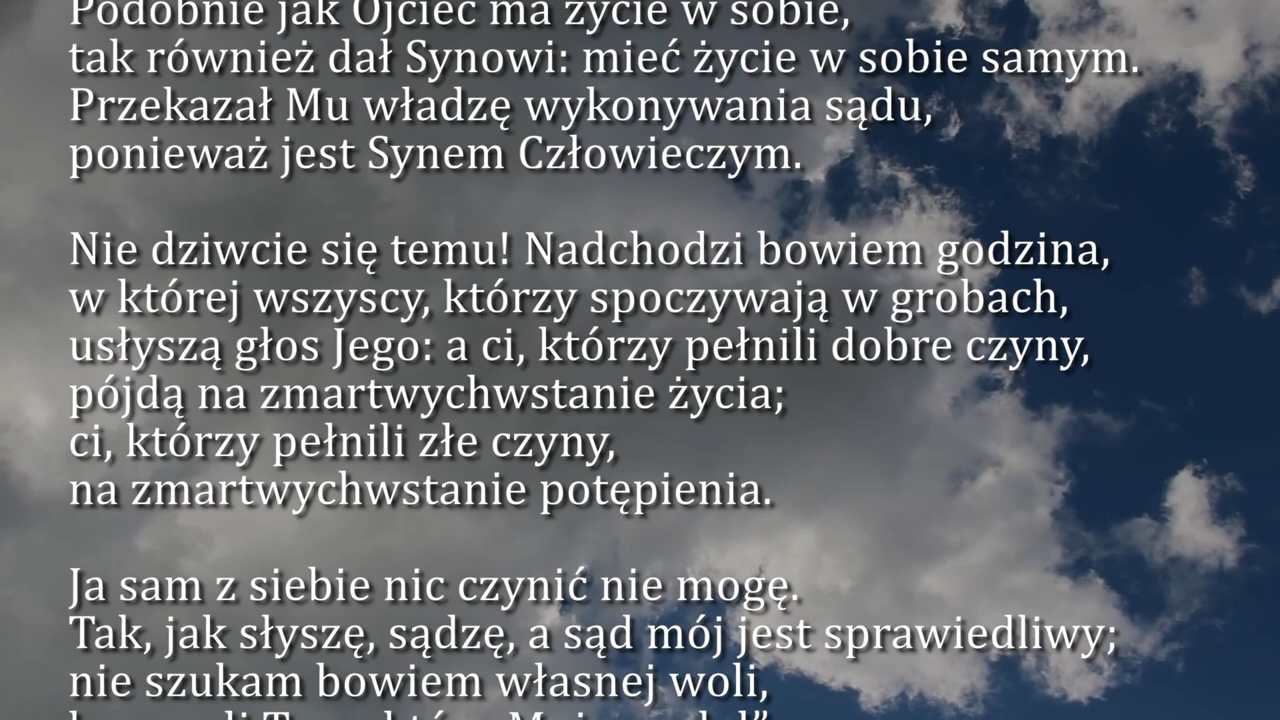 Podobnie jak Ojciec ma życie w sobie,
tak również dał Synowi: mieć życie w sobie samym.
Przekazał Mu władzę wykonywania sądu,
ponieważ jest Synem Człowieczym.
Nie dziwcie się temu! Nadchodzi bowiem godzina,
w której wszyscy, którzy spoczywają w grobach,
usłyszą głos Jego: a ci, którzy pełnili dobre czyny,
pójdą na zmartwychwstanie życia;
ci, którzy pełnili złe czyny,
na zmartwychwstanie potępienia.
Ja sam z siebie nic czynić nie mogę.
Tak, jak słyszę, sądzę, a sąd mój jest sprawiedliwy;
nie szukam bowiem własnej woli,